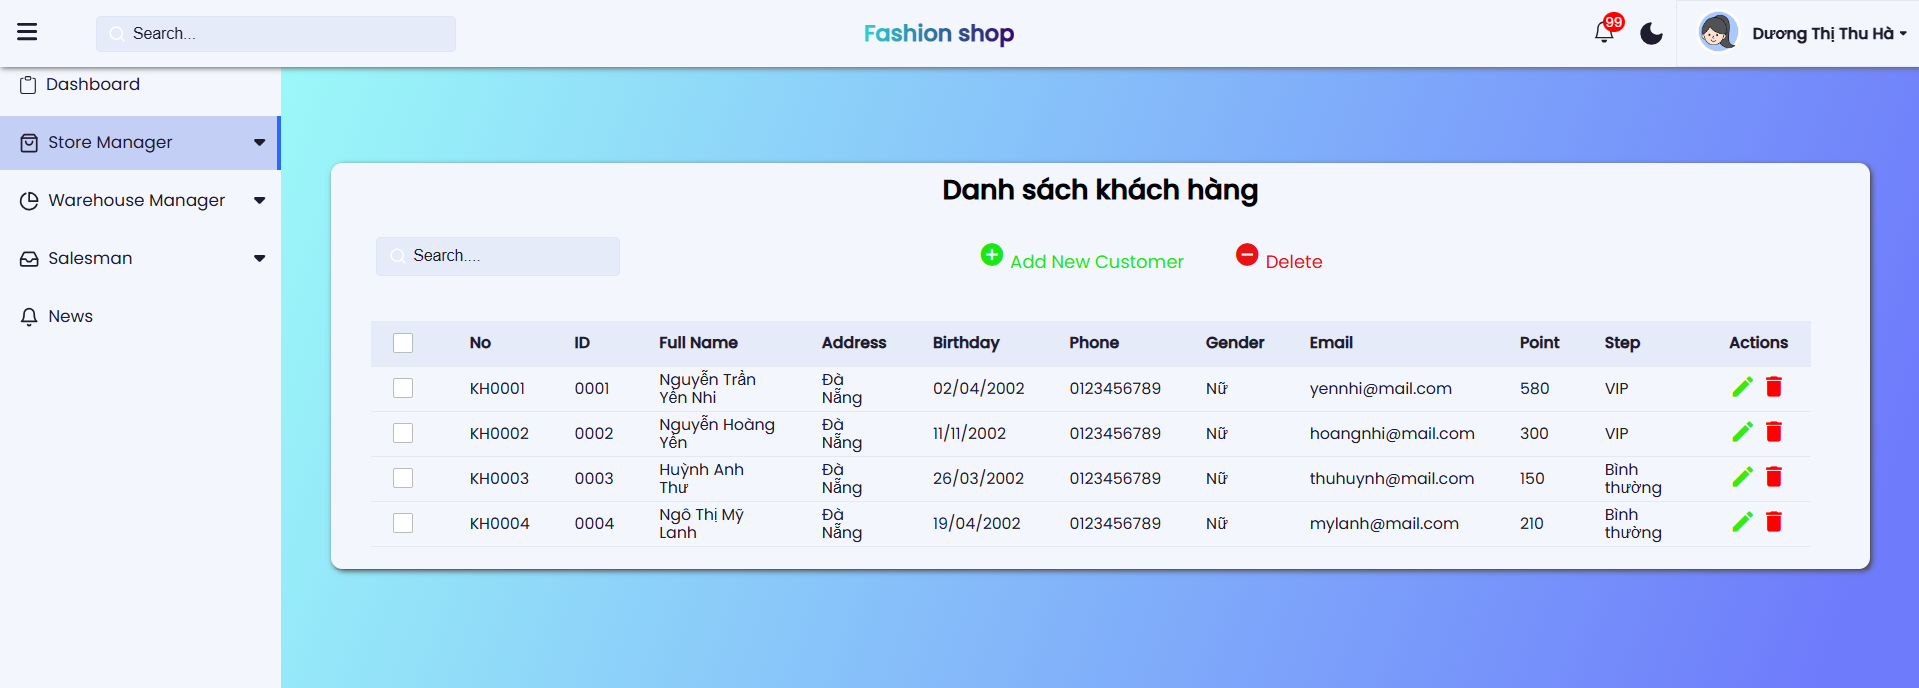 Search...
Fashion shop
99
Dương Thị Thu Hà
Dashboard
Store Manager
Warehouse Manager
Salesman
News
Danh sách khách hàng
Search....
Add New Customer
Delete
No ID Full Name Address Birthday Phone Gender Email Point Step Actions
KH0001 0001 Nguyễn Trần Yến Nhi Đà Nẵng 02/04/2002 0123456789 Nữ yennhi@mail.com 580 VIP
KH0002 0002 Nguyễn Hoàng Yến Đà Nẵng 11/11/2002 0123456789 Nữ hoangnhi@mail.com 300 VIP
KH0003 0003 Huỳnh Anh Thư Đà Nẵng 26/03/2002 0123456789 Nữ thuhuynh@mail.com 150 Bình thường
KH0004 0004 Ngô Thị Mỹ Lanh Đà Nẵng 19/04/2002 0123456789 Nữ mylanh@mail.com 210 Bình thường